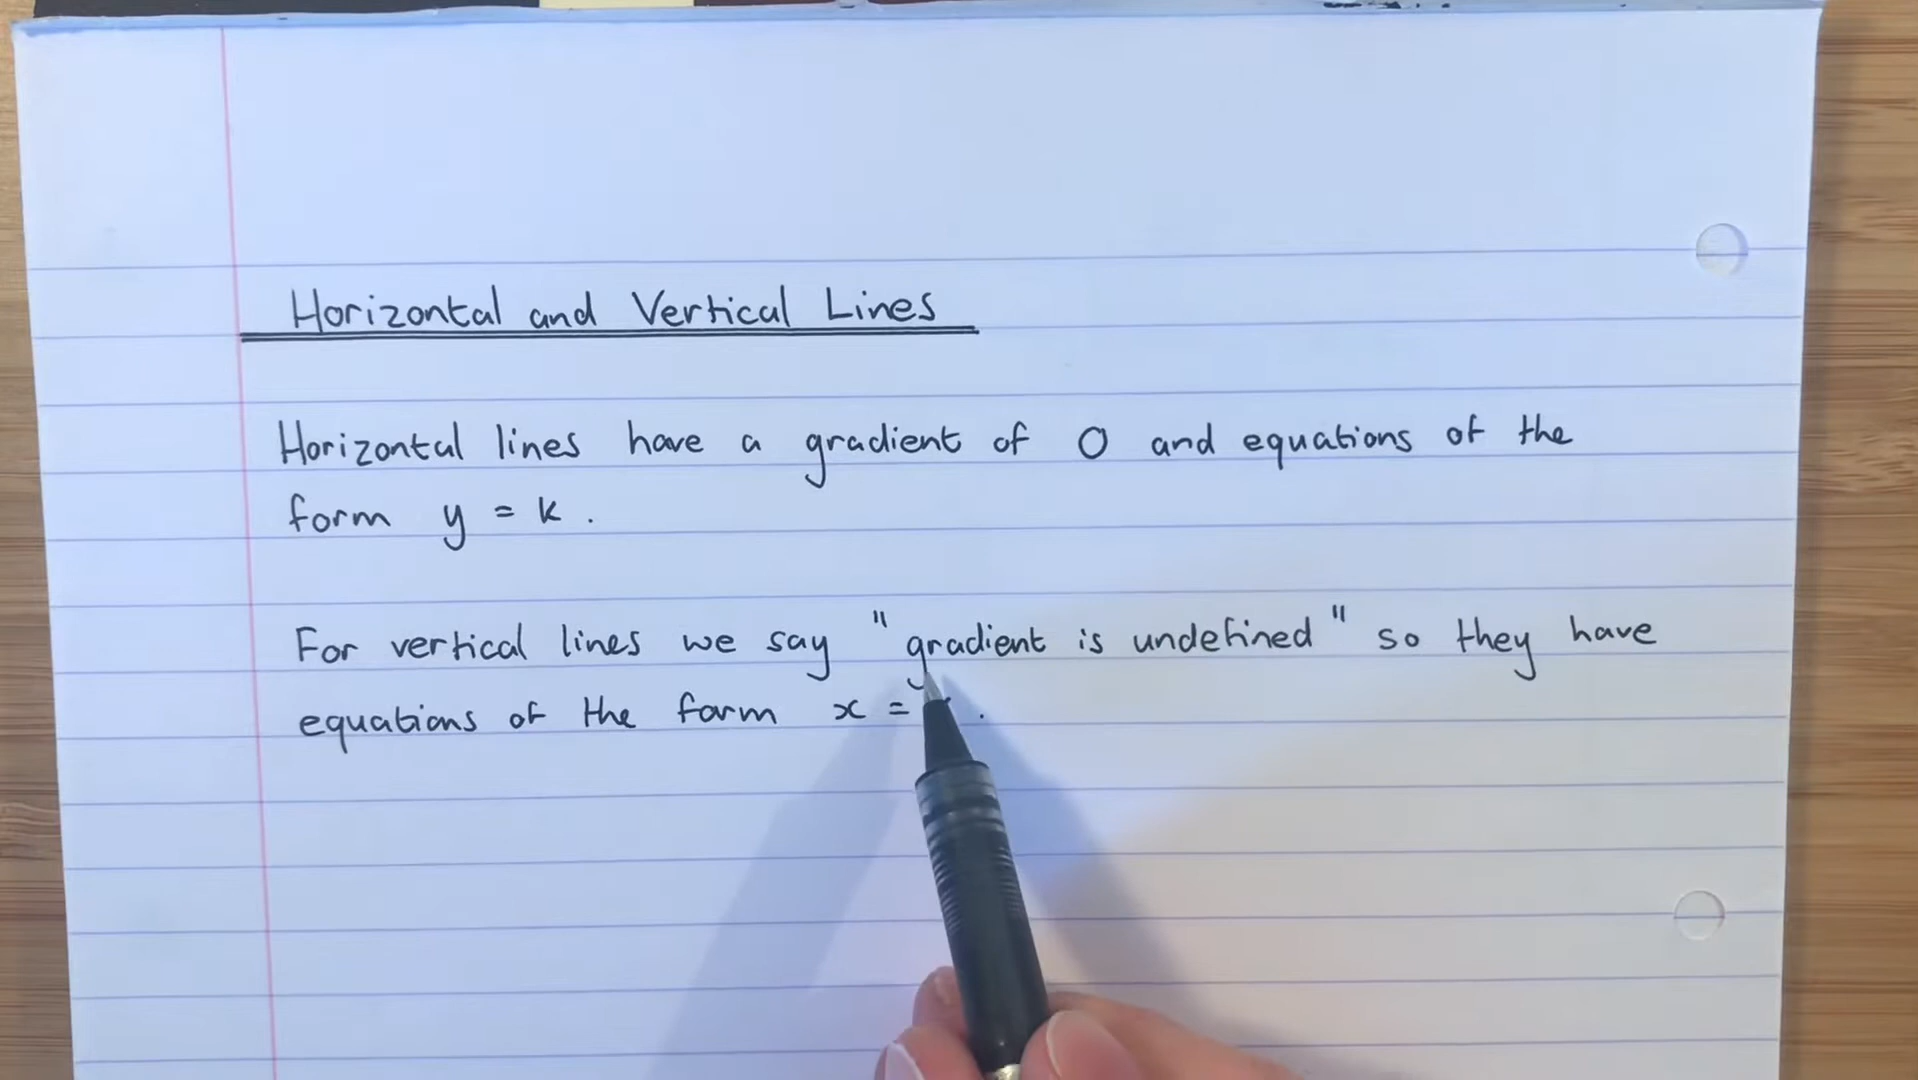 Horizontal and Vertical Lines
Horizontal lines have a gradient of 0 and equations of the
form y = k .
For vertical lines we say "gradient is undefined" so they have
equations of the form x = .